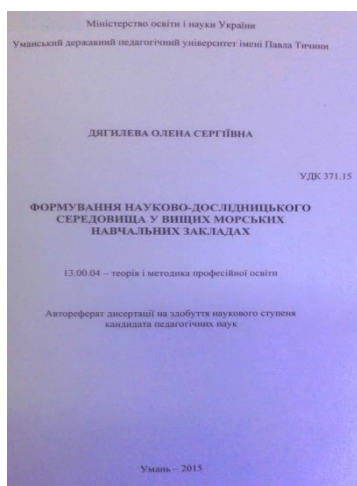 Міністерство освіти і науки України
Уманський державний педагогічний університет імені Павла Тичини
ДЯГИЛЕВА ОЛЕНА СЕРГІЇВНА
УДК 371.15
ФОРМУВАННЯ НАУКОВО-ДОСЛІДНИЦЬКОГО
СЕРЕДОВИЩА У ВИЩИХ МОРСЬКИХ
НАВЧАЛЬНИХ ЗАКЛАДАХ
13.00.04 – теорія і методика професійної освіти
Автореферат дисертації на здобуття наукового ступеня
кандидата педагогічних наук
Умань – 2015